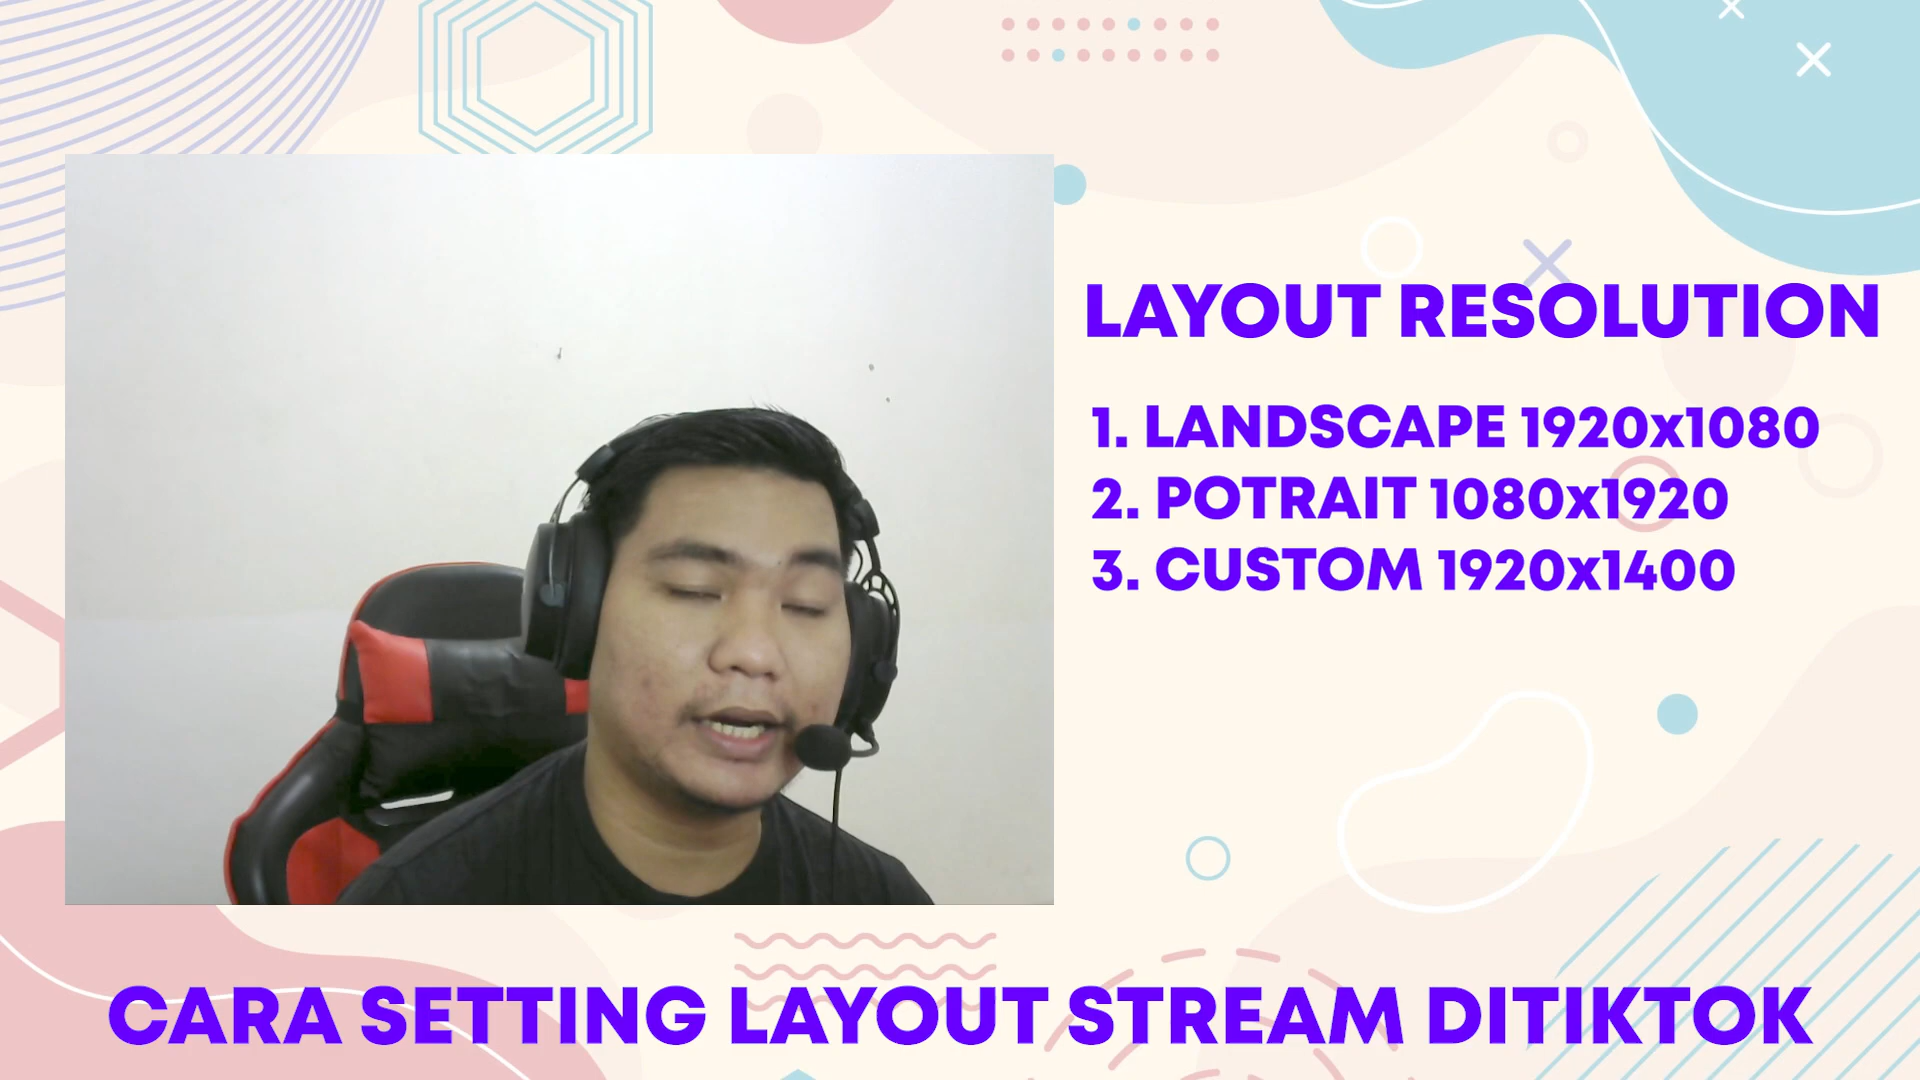 LAYOUT RESOLUTION
1. LANDSCAPE 1920x1080
2. POTRAIT 1080x1920
3. CUSTOM 1920x1400
CARA SETTING LAYOUT STREAM DITIKTOK